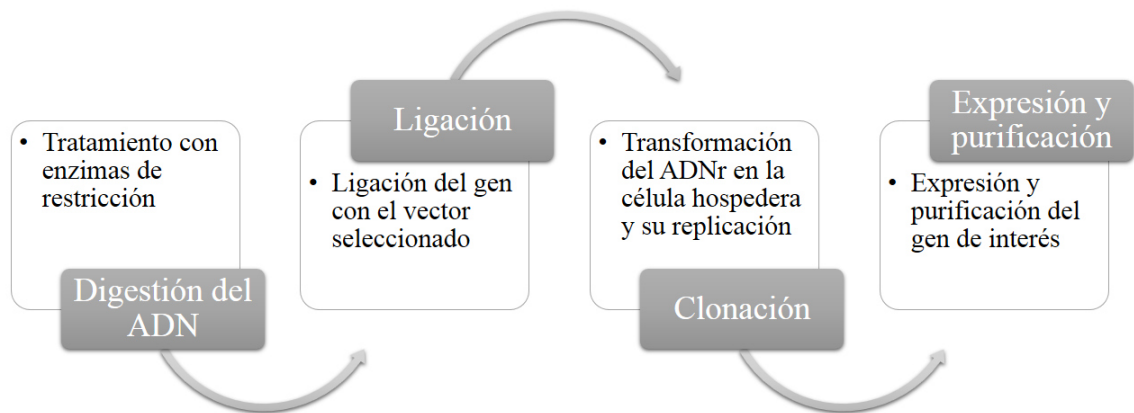 • Tratamiento con
enzimas de
restricción
Digestión del
ADN
Ligación
• Ligación del gen
con el vector
seleccionado
• Transformación
del ADNr en la
célula hospedera
y su replicación
Clonación
Expresión y
purificación
• Expresión y
purificación del
gen de interés